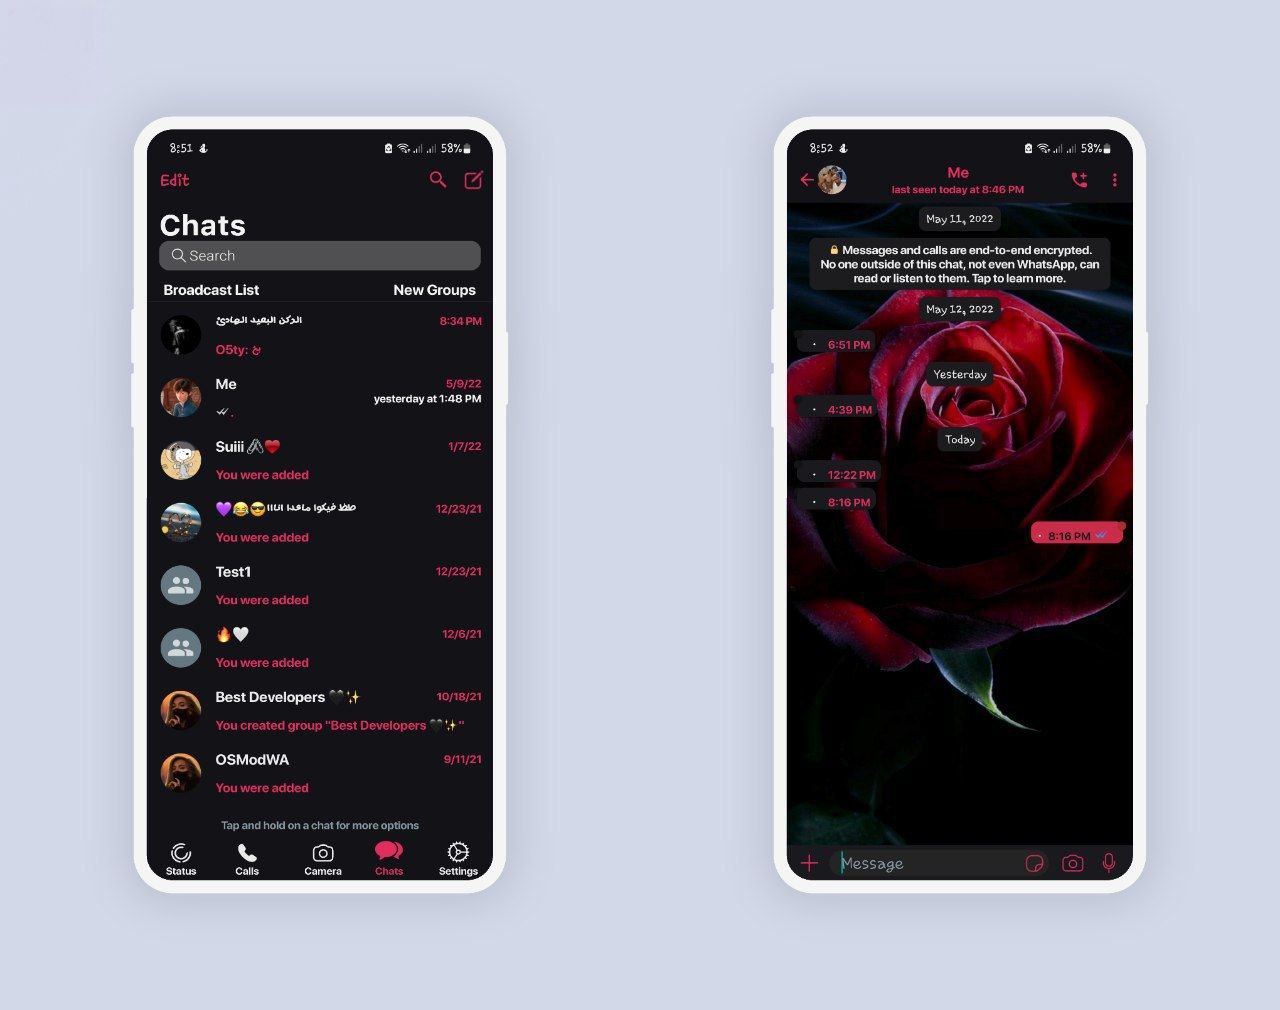 8:51
58%
Edit
Chats
Search
Broadcast List
New Groups
الركن البعيد الهادئ
8:34 PM
O5ty:
Me
5/9/22
yesterday at 1:48 PM
.
Suiii 🖇️❤️
1/7/22
You were added
طظ فيكوا ماعدا انااا😎😂💜
12/23/21
You were added
Test1
12/23/21
You were added
🔥🤍
12/6/21
You were added
Best Developers 🖤✨
10/18/21
You created group "Best Developers 🖤✨"
OSModWA
9/11/21
You were added
Tap and hold on a chat for more options
Status
Calls
Camera
Chats
Settings
8:52
58%
Me
last seen today at 8:46 PM
May 11, 2022
🔒 Messages and calls are end-to-end encrypted.
No one outside of this chat, not even WhatsApp, can
read or listen to them. Tap to learn more.
May 12, 2022
. 6:51 PM
Yesterday
. 4:39 PM
Today
. 12:22 PM
. 8:16 PM
. 8:16 PM
Message